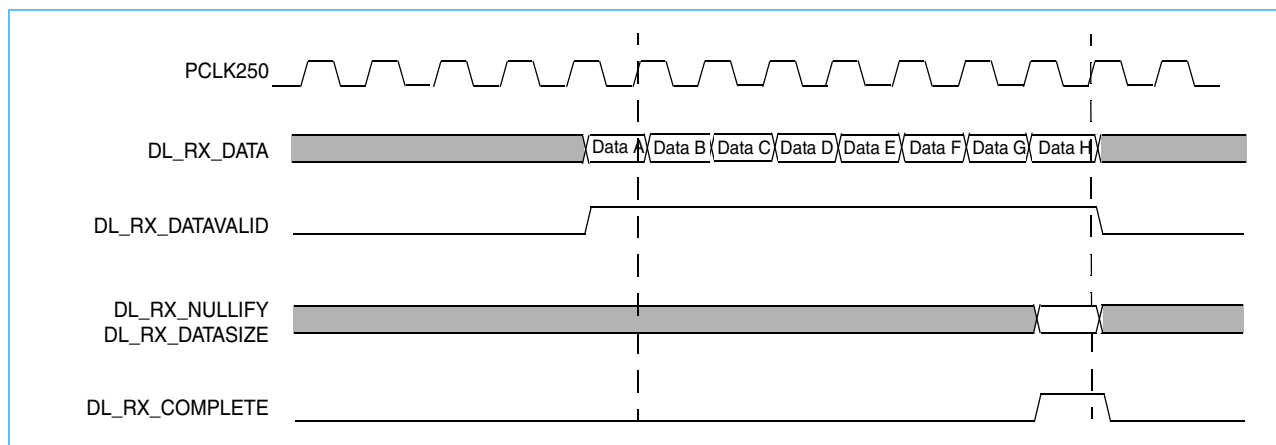 PCLK250
DL_RX_DATA
Data A Data B Data C Data D Data E Data F Data G Data H
DL_RX_DATAVALID
DL_RX_NULLIFY
DL_RX_DATASIZE
DL_RX_COMPLETE